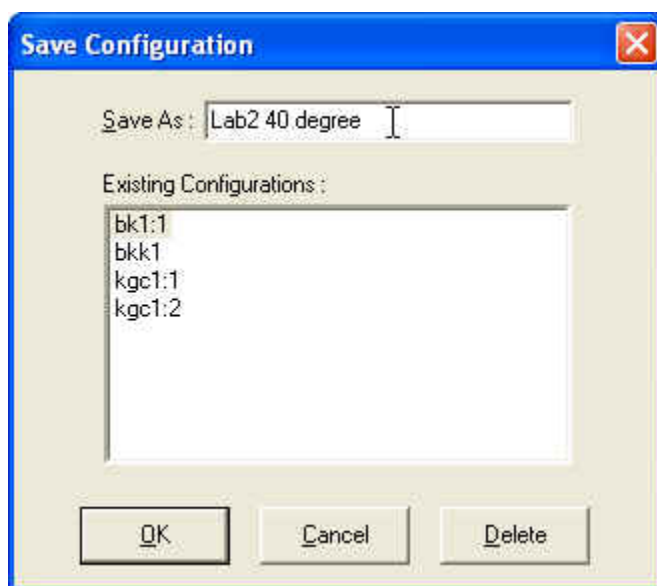 Save Configuration
Save As : Lab2 40 degree
Existing Configurations :
bk1:1
bkk1
kgc1:1
kgc1:2
OK Cancel Delete